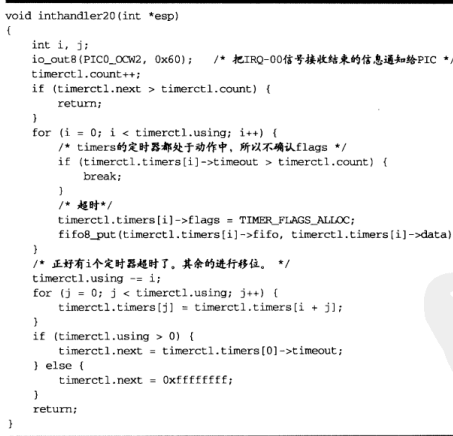 void inthandler20(int *esp)
{
    int i, j;
    io_out8(PIC0_OCW2, 0x60);   /* 把IRQ-00信号接收结束的信息通知给PIC */
    timerctl.count++;
    if (timerctl.next > timerctl.count) {
        return;
    }
    for (i = 0; i < timerctl.using; i++) {
        /* timers的定时器都处于动作中，所以不确认flags */
        if (timerctl.timers[i]->timeout > timerctl.count) {
            break;
        }
        /* 超时*/
        timerctl.timers[i]->flags = TIMER_FLAGS_ALLOC;
        fifo8_put(timerctl.timers[i]->fifo, timerctl.timers[i]->data)
    }
    /* 正好有i个定时器超时了。其余的进行移位。 */
    timerctl.using -= i;
    for (j = 0; j < timerctl.using; j++) {
        timerctl.timers[j] = timerctl.timers[i + j];
    }
    if (timerctl.using > 0) {
        timerctl.next = timerctl.timers[0]->timeout;
    } else {
        timerctl.next = 0xffffffff;
    }
    return;
}